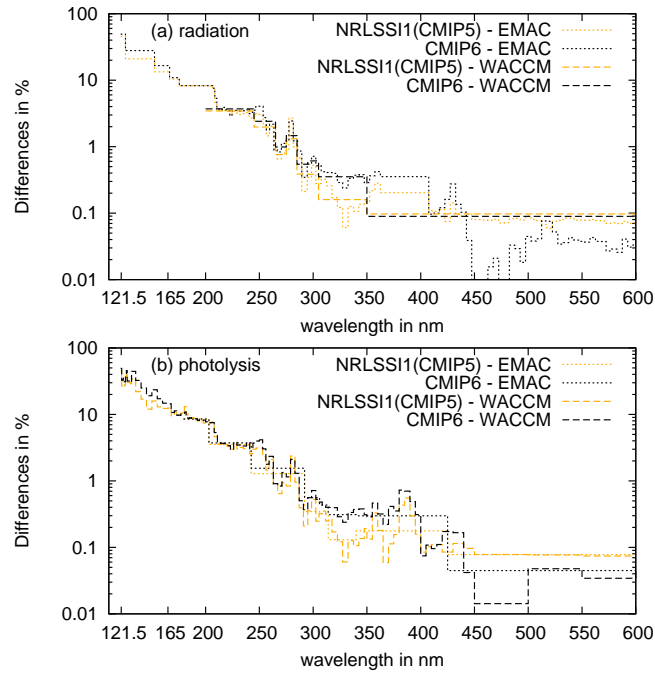 (a) radiation
NRLSSI1(CMIP5) - EMAC
CMIP6 - EMAC
NRLSSI1(CMIP5) - WACCM
CMIP6 - WACCM
Differences in %
100
10
1
0.1
0.01
121.5 165 200 250 300 350 400 450 500 550 600
wavelength in nm
(b) photolysis
NRLSSI1(CMIP5) - EMAC
CMIP6 - EMAC
NRLSSI1(CMIP5) - WACCM
CMIP6 - WACCM
Differences in %
100
10
1
0.1
0.01
121.5 165 200 250 300 350 400 450 500 550 600
wavelength in nm